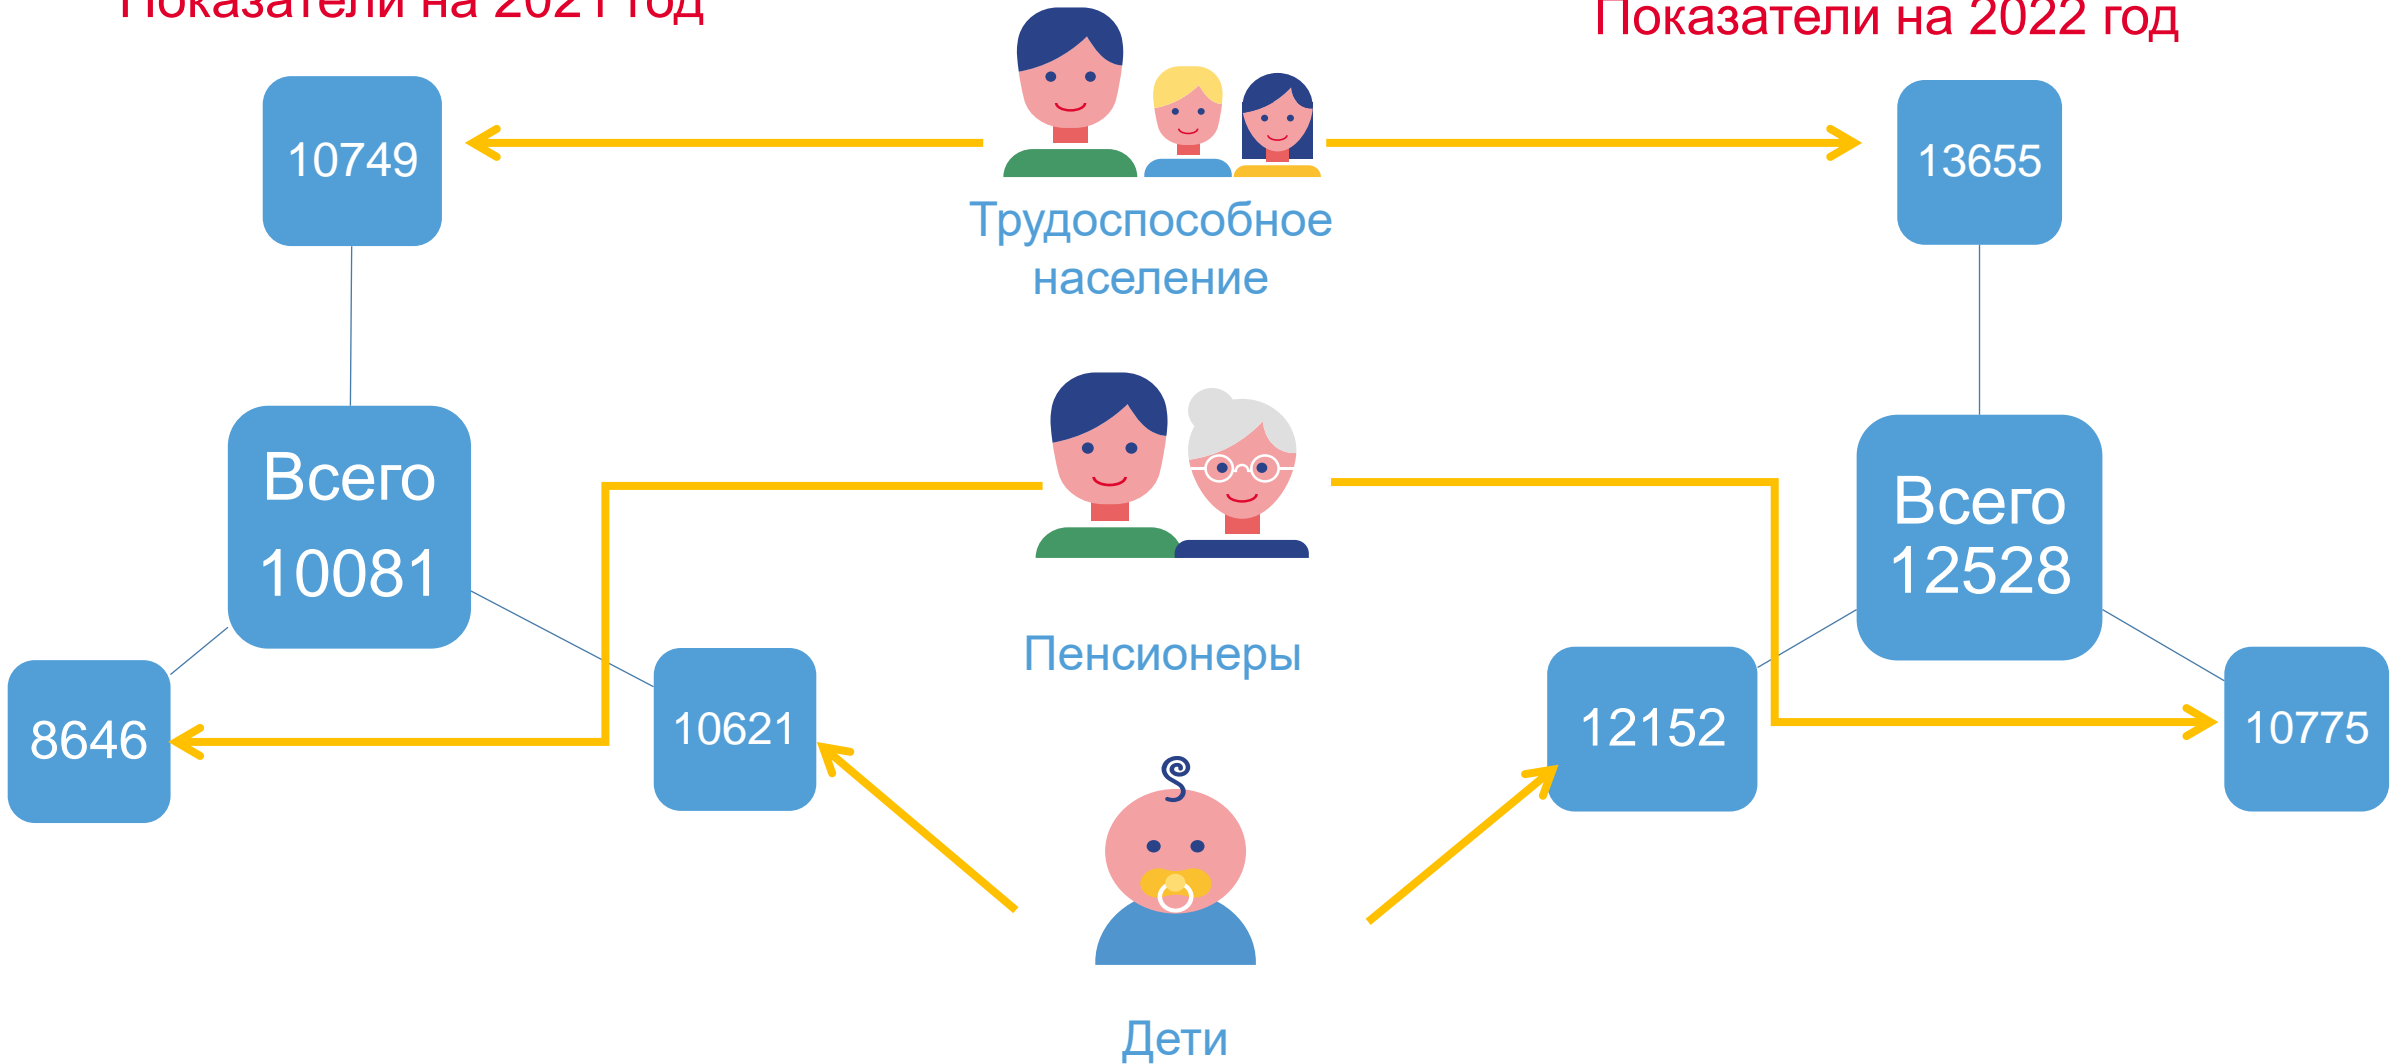 Показатели на 2021 год
Показатели на 2022 год
10749
13655
Трудоспособное
население
Всего
10081
Всего
12528
Пенсионеры
8646
10621
12152
10775
Дети